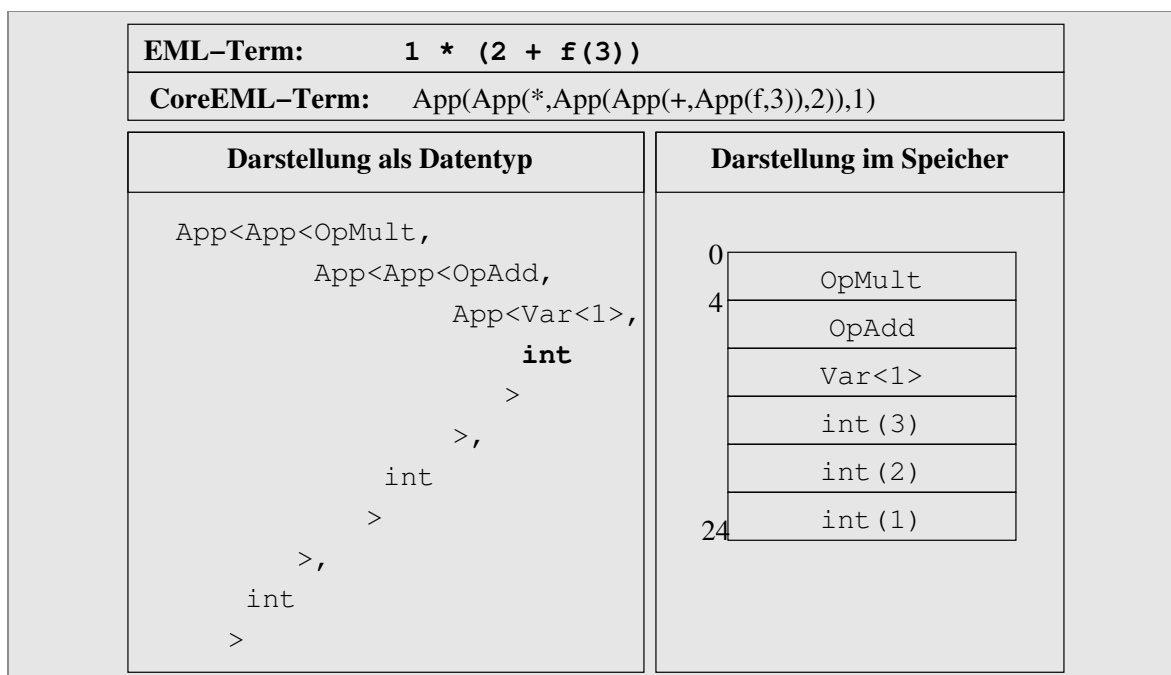 EML–Term: 1 * (2 + f(3))
CoreEML–Term: App(App(*,App(App(+,App(f,3)),2)),1)
Darstellung als Datentyp
App<App<OpMult,
App<App<OpAdd,
App<Var<1>,
int
>
>,
int
>
>,
int
>
Darstellung im Speicher
0
OpMult
4
OpAdd
Var<1>
int(3)
int(2)
int(1)
24